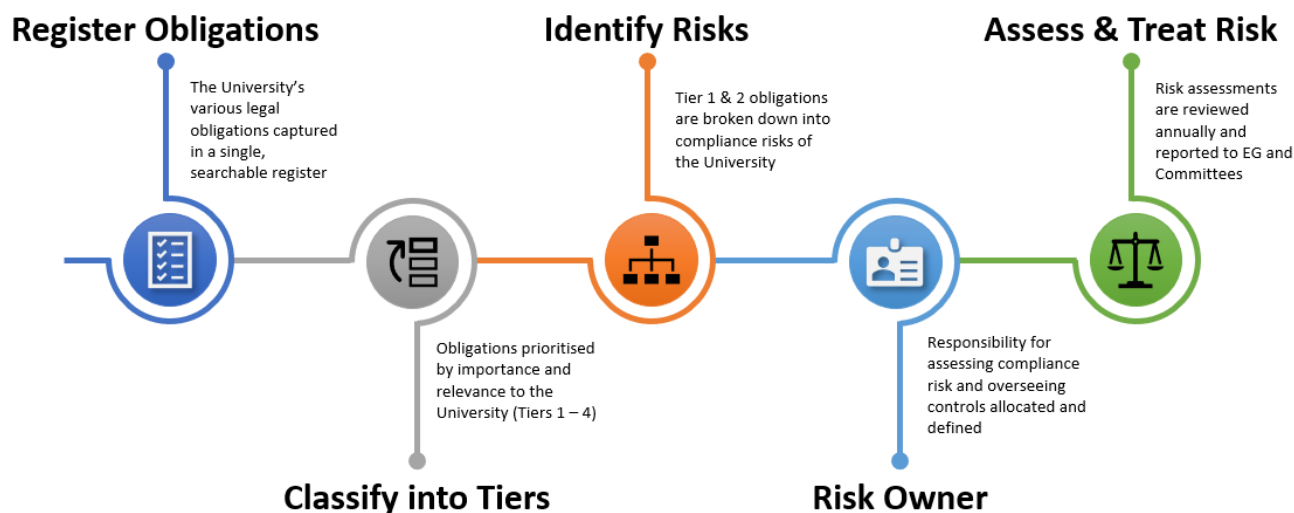 Register Obligations
The University's
various legal
obligations captured
in a single,
searchable register
Identify Risks
Tier 1 & 2 obligations
are broken down into
compliance risks of
the University
Assess & Treat Risk
Risk assessments
are reviewed
annually and
reported to EG and
Committees
Obligations prioritised
by importance and
relevance to the
University (Tiers 1 – 4)
Classify into Tiers
Responsibility for
assessing compliance
risk and overseeing
controls allocated and
defined
Risk Owner